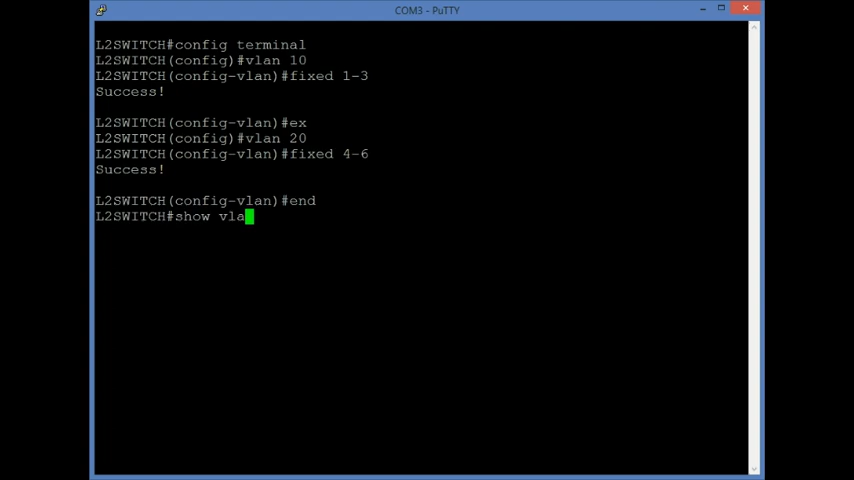 COM3 - PuTTY
L2SWITCH#config terminal
L2SWITCH(config)#vlan 10
L2SWITCH(config-vlan)#fixed 1-3
Success!
L2SWITCH(config-vlan)#ex
L2SWITCH(config)#vlan 20
L2SWITCH(config-vlan)#fixed 4-6
Success!
L2SWITCH(config-vlan)#end
L2SWITCH#show vla